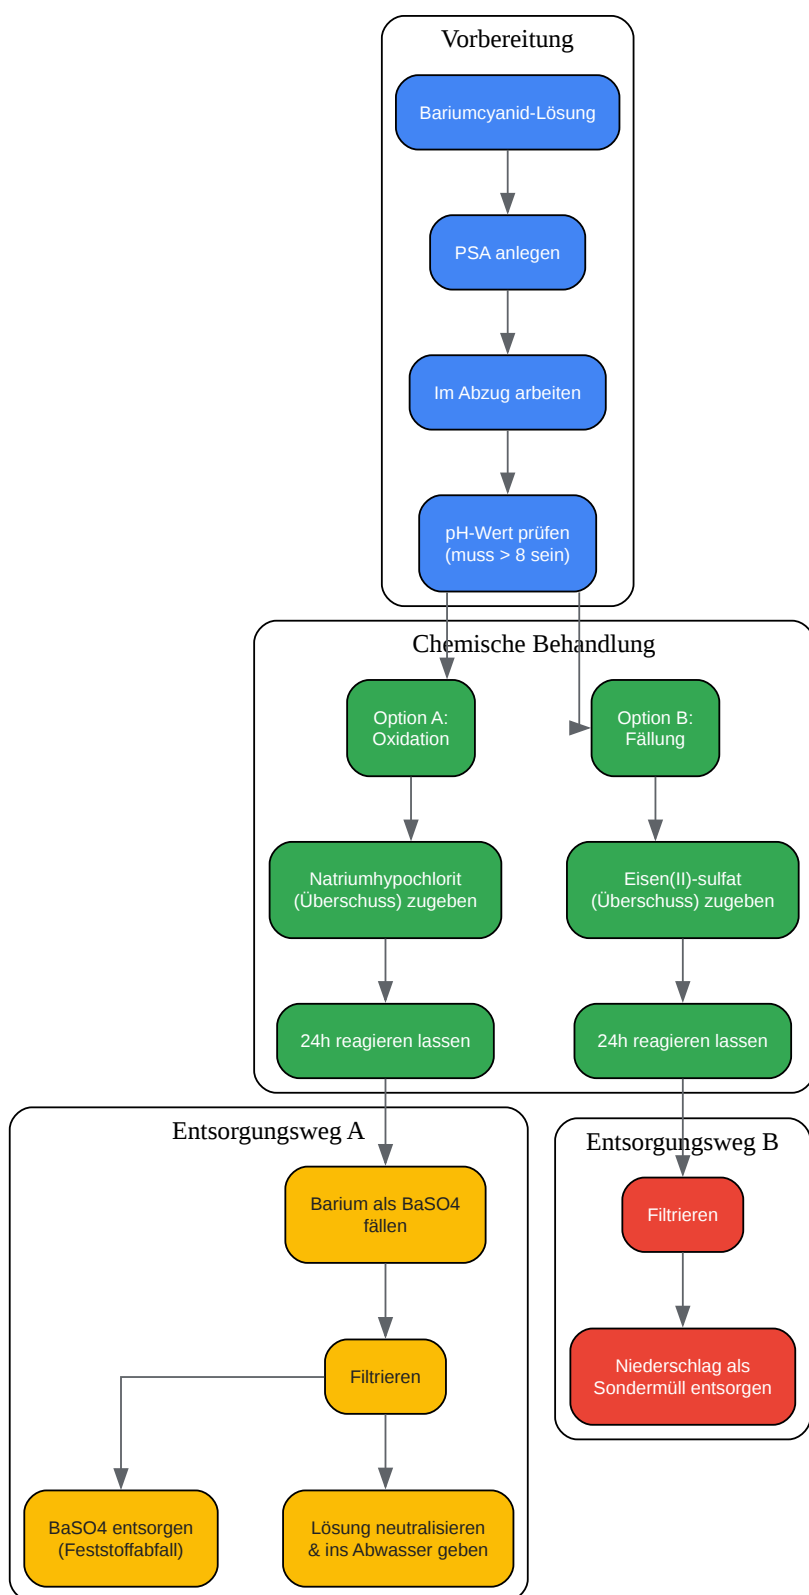 Vorbereitung
Bariumcyanid-Lösung
PSA anlegen
Im Abzug arbeiten
pH-Wert prüfen
(muss > 8 sein)
Chemische Behandlung
Option A:
Oxidation
Option B:
Fällung
Natriumhypochlorit
(Überschuss) zugeben
Eisen(II)-sulfat
(Überschuss) zugeben
24h reagieren lassen
24h reagieren lassen
Entsorgungsweg A
Entsorgungsweg B
Barium als BaSO4
fällen
Filtrieren
Filtrieren
Niederschlag als
Sondermüll entsorgen
BaSO4 entsorgen
(Feststoffabfall)
Lösung neutralisieren
& ins Abwasser geben